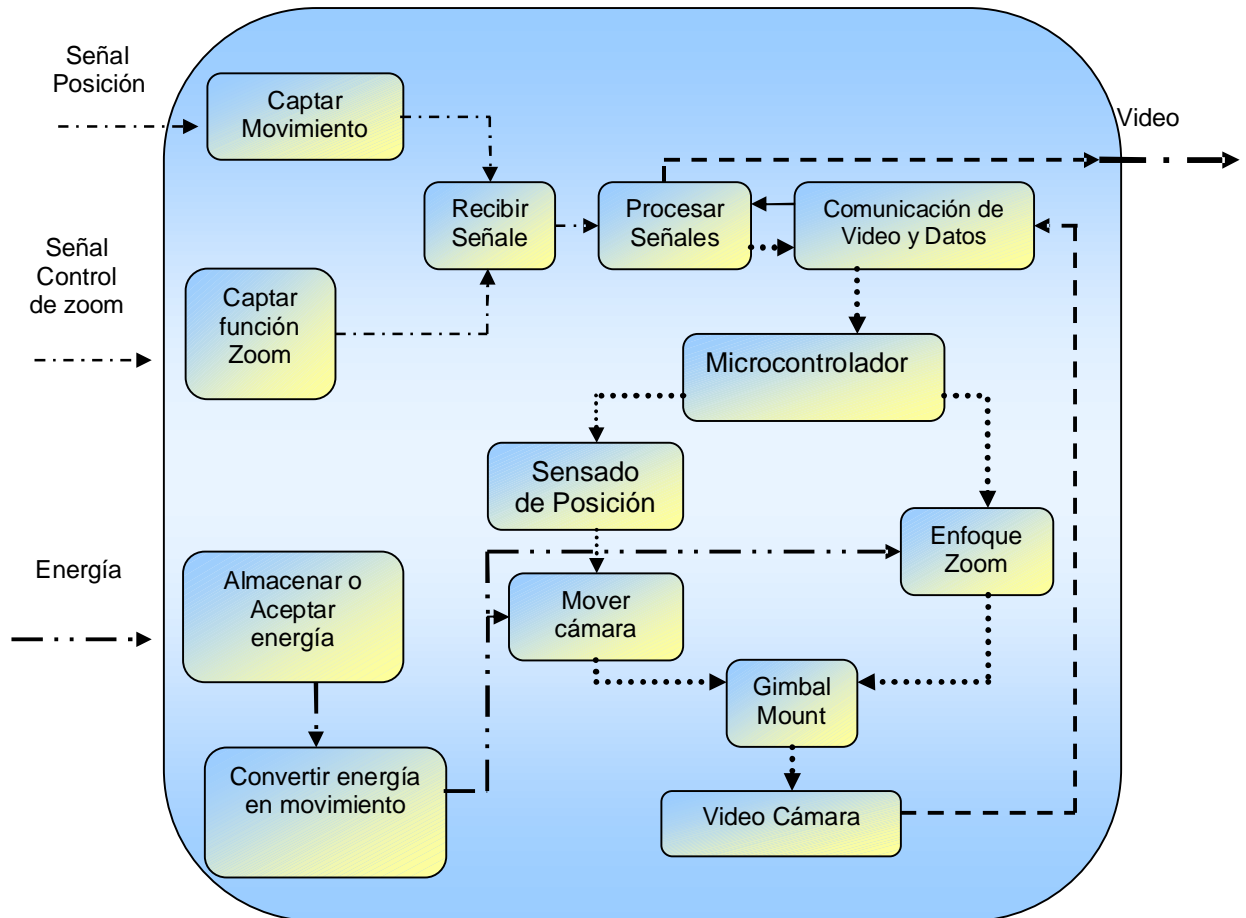 Señal
Posición
Captar
Movimiento
Video
Recibir
Señale
Procesar
Señales
Comunicación de
Video y Datos
Señal
Control
de zoom
Captar
función
Zoom
Microcontrolador
Sensado
de Posición
Enfoque
Zoom
Energía
Almacenar o
Aceptar
energía
Mover
cámara
Gimbal
Mount
Convertir energía
en movimiento
Video Cámara